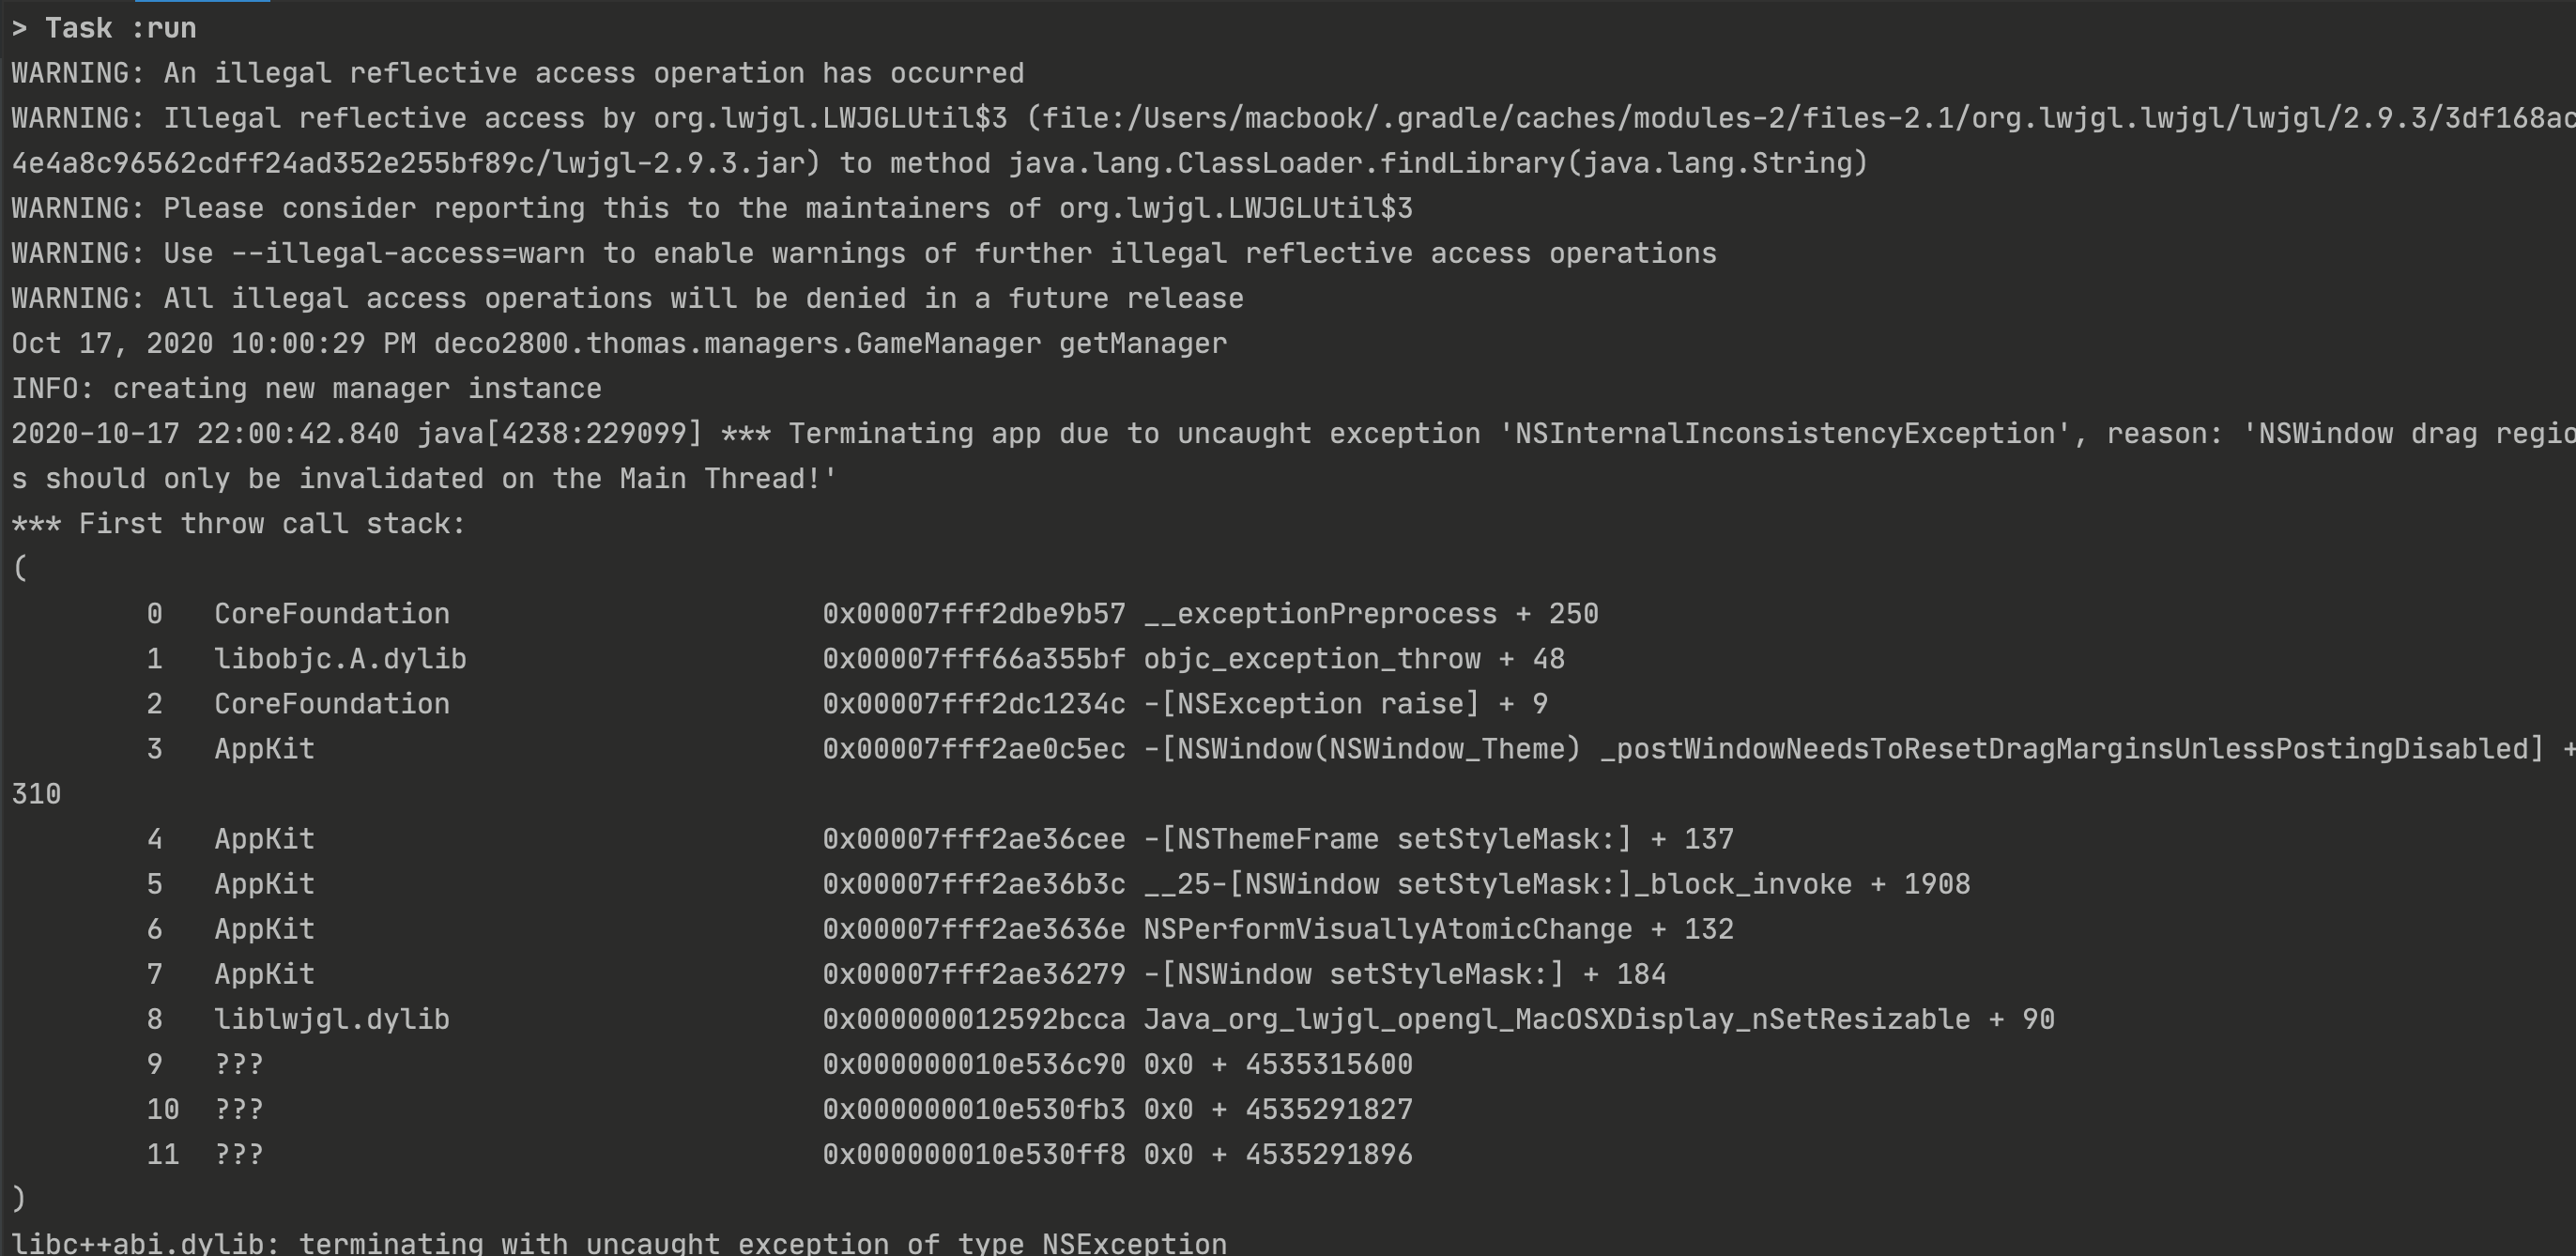 > Task :run
WARNING: An illegal reflective access operation has occurred
WARNING: Illegal reflective access by org.lwjgl.LWJGLUtil$3 (file:/Users/macbook/.gradle/caches/modules-2/files-2.1/org.lwjgl.lwjgl/lwjgl/2.9.3/3df168ac
4e4a8c96562cdff24ad352e255bf89c/lwjgl-2.9.3.jar) to method java.lang.ClassLoader.findLibrary(java.lang.String)
WARNING: Please consider reporting this to the maintainers of org.lwjgl.LWJGLUtil$3
WARNING: Use --illegal-access=warn to enable warnings of further illegal reflective access operations
WARNING: All illegal access operations will be denied in a future release
Oct 17, 2020 10:00:29 PM deco2800.thomas.managers.GameManager getManager
INFO: creating new manager instance
2020-10-17 22:00:42.840 java[4238:229099] *** Terminating app due to uncaught exception 'NSInternalInconsistencyException', reason: 'NSWindow drag regio
s should only be invalidated on the Main Thread!'
*** First throw call stack:
(
0 CoreFoundation 0x00007fff2dbe9b57 __exceptionPreprocess + 250
1 libobjc.A.dylib 0x00007fff66a355bf objc_exception_throw + 48
2 CoreFoundation 0x00007fff2dc1234c -[NSException raise] + 9
3 AppKit 0x00007fff2ae0c5ec -[NSWindow(NSWindow_Theme) _postWindowNeedsToResetDragMarginsUnlessPostingDisabled] +
310
4 AppKit 0x00007fff2ae36cee -[NSThemeFrame setStyleMask:] + 137
5 AppKit 0x00007fff2ae36b3c __25-[NSWindow setStyleMask:]_block_invoke + 1908
6 AppKit 0x00007fff2ae3636e NSPerformVisuallyAtomicChange + 132
7 AppKit 0x00007fff2ae36279 -[NSWindow setStyleMask:] + 184
8 liblwjgl.dylib 0x000000012592bcca Java_org_lwjgl_opengl_MacOSXDisplay_nSetResizable + 90
9 ??? 0x000000010e536c90 0x0 + 4535315600
10 ??? 0x000000010e530fb3 0x0 + 4535291827
11 ??? 0x000000010e530ff8 0x0 + 4535291896
)
libc++abi.dylib: terminating with uncaught exception of type NSException